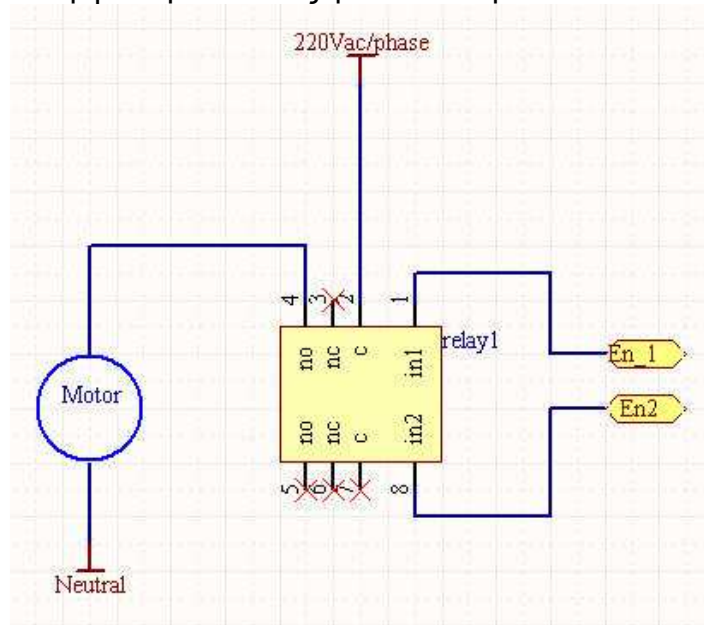 220Vac/phase
4 3 2 1
no nc c in1
relay1
En_1
Motor
En2
no nc c in2
5 6 7 8
Neutral